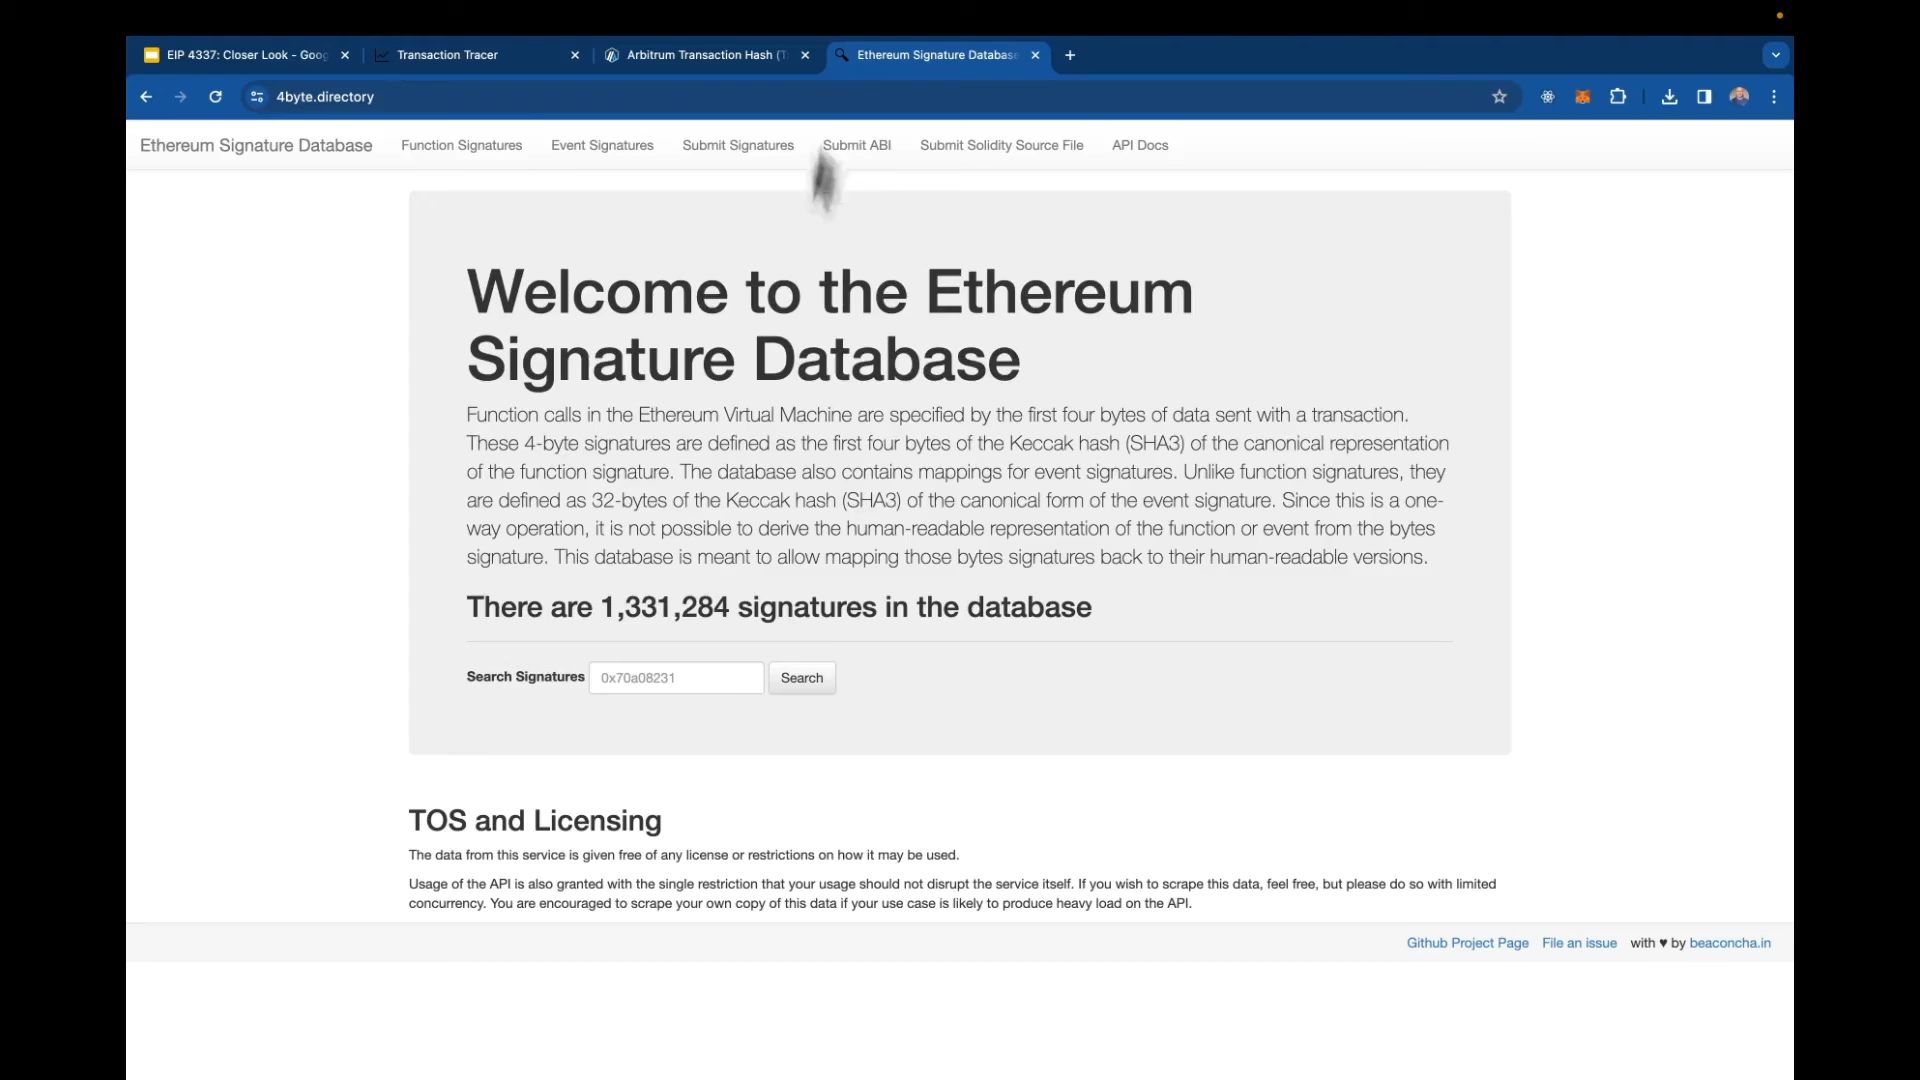 EIP 4337: Closer Look - Goog
Transaction Tracer
Arbitrum Transaction Hash (T
Ethereum Signature Database
4byte.directory
Ethereum Signature Database
Function Signatures
Event Signatures
Submit Signatures
Submit ABI
Submit Solidity Source File
API Docs
Welcome to the Ethereum
Signature Database
Function calls in the Ethereum Virtual Machine are specified by the first four bytes of data sent with a transaction.
These 4-byte signatures are defined as the first four bytes of the Keccak hash (SHA3) of the canonical representation
of the function signature. The database also contains mappings for event signatures. Unlike function signatures, they
are defined as 32-bytes of the Keccak hash (SHA3) of the canonical form of the event signature. Since this is a one-
way operation, it is not possible to derive the human-readable representation of the function or event from the bytes
signature. This database is meant to allow mapping those bytes signatures back to their human-readable versions.
There are 1,331,284 signatures in the database
Search Signatures
0x70a08231
Search
TOS and Licensing
The data from this service is given free of any license or restrictions on how it may be used.
Usage of the API is also granted with the single restriction that your usage should not disrupt the service itself. If you wish to scrape this data, feel free, but please do so with limited
concurrency. You are encouraged to scrape your own copy of this data if your use case is likely to produce heavy load on the API.
Github Project Page
File an issue
with ♥ by beaconcha.in